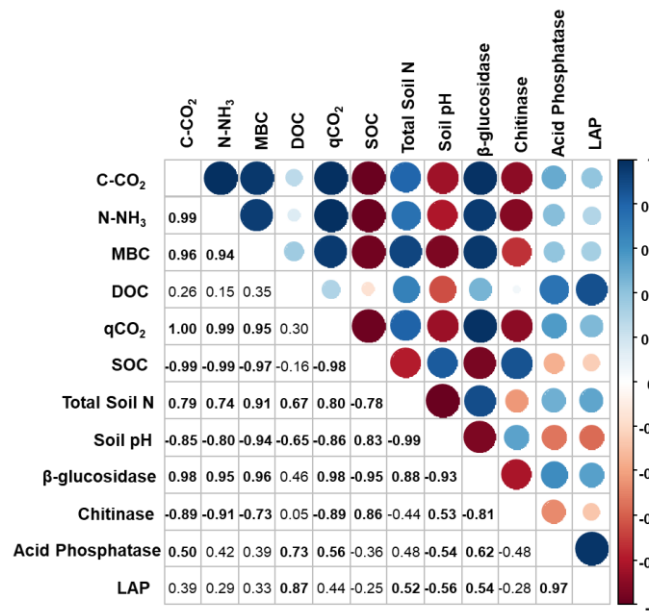 C-CO₂ N-NH₃ MBC DOC qCO₂ SOC Total Soil N Soil pH β-glucosidase Chitinase Acid Phosphatase LAP
C-CO₂
N-NH₃ 0.99
MBC 0.96 0.94
DOC 0.26 0.15 0.35
qCO₂ 1.00 0.99 0.95 0.30
SOC -0.99 -0.99 -0.97 -0.16 -0.98
Total Soil N 0.79 0.74 0.91 0.67 0.80 -0.78
Soil pH -0.85 -0.80 -0.94 -0.65 -0.86 0.83 -0.99
β-glucosidase 0.98 0.95 0.96 0.46 0.98 -0.95 0.88 -0.93
Chitinase -0.89 -0.91 -0.73 0.05 -0.89 0.86 -0.44 0.53 -0.81
Acid Phosphatase 0.50 0.42 0.39 0.73 0.56 -0.36 0.48 -0.54 0.62 -0.48
LAP 0.39 0.29 0.33 0.87 0.44 -0.25 0.52 -0.56 0.54 -0.28 0.97